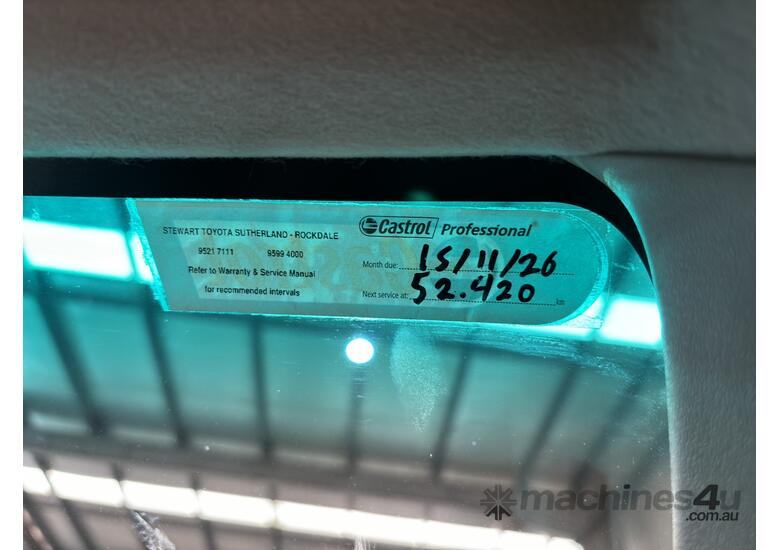 STEWART TOYOTA SUTHERLAND - ROCKDALE
9521 7111 9599 4000
Refer to Warranty & Service Manual
for recommended intervals
Castrol Professional
Month due: 15/11/26
Next service at: 52.420 km
machines4u
.com.au